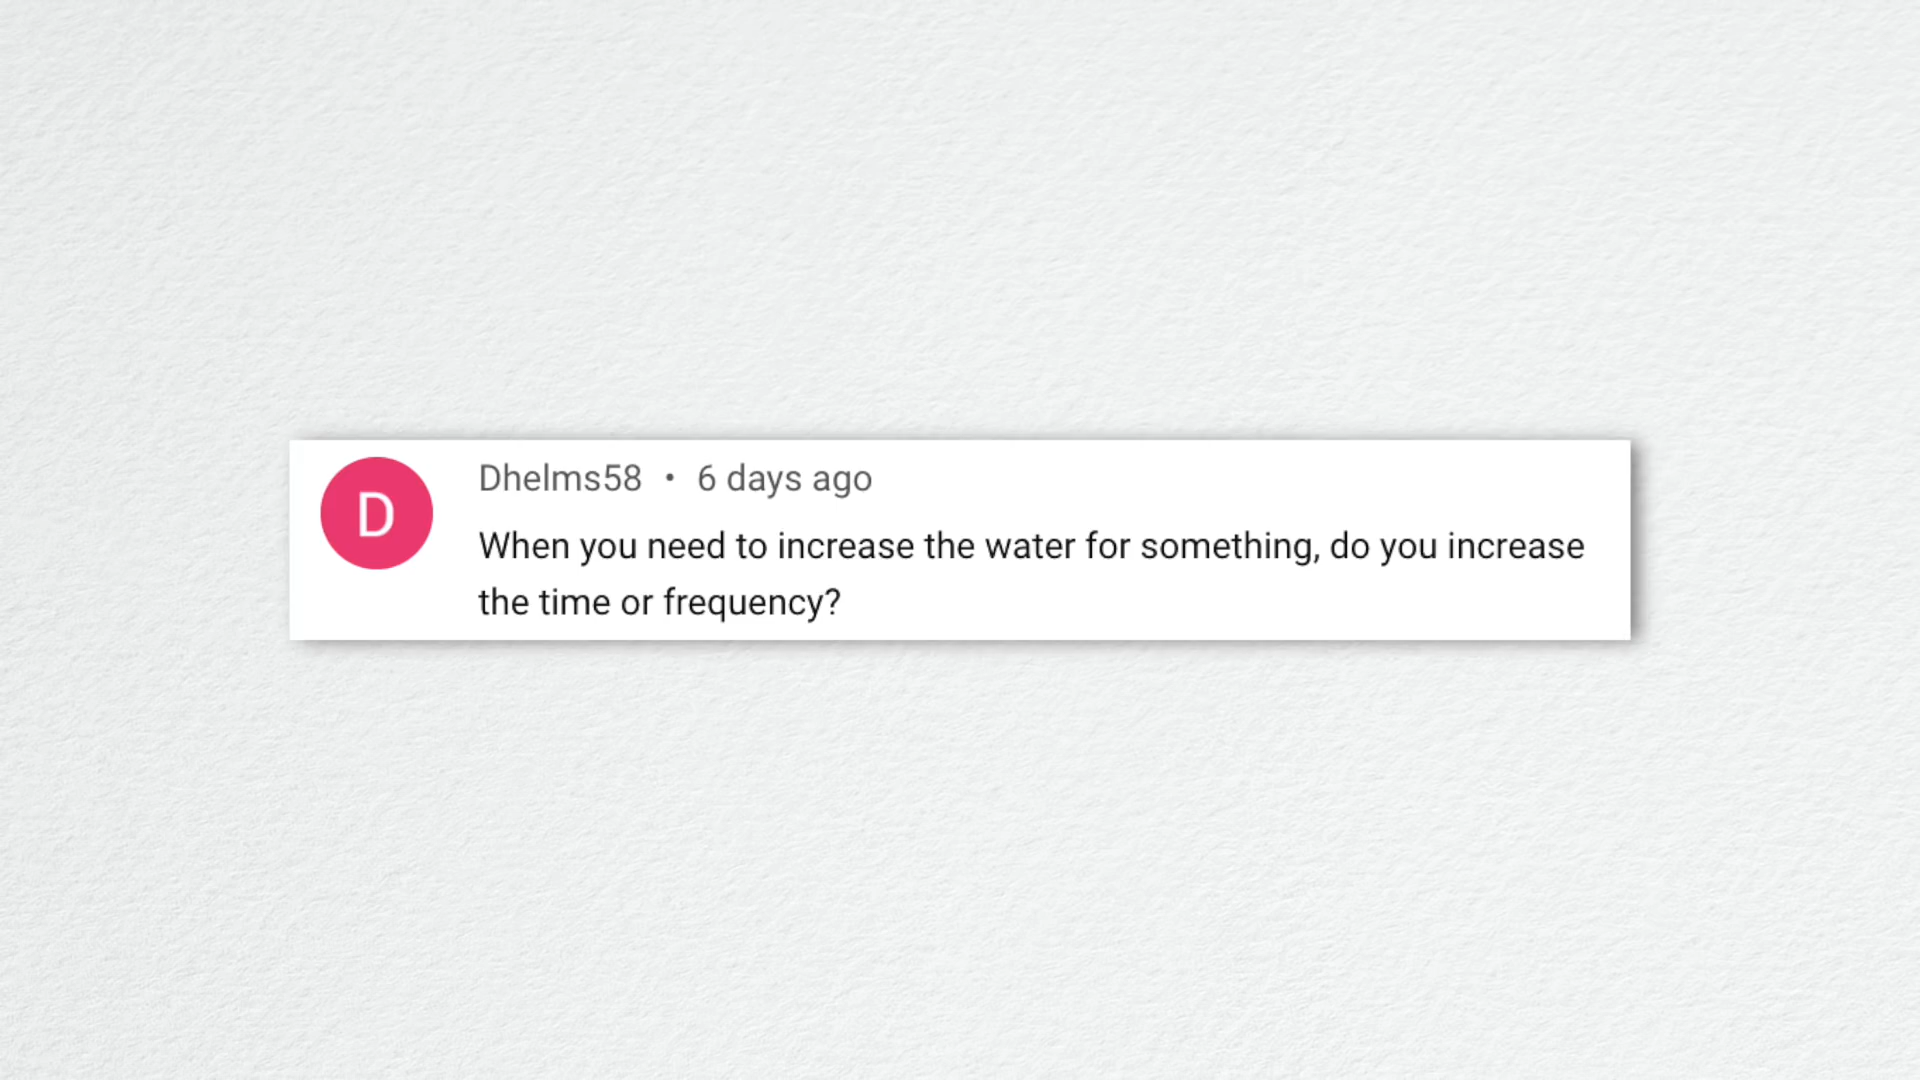 D
Dhelms58 • 6 days ago
When you need to increase the water for something, do you increase
the time or frequency?